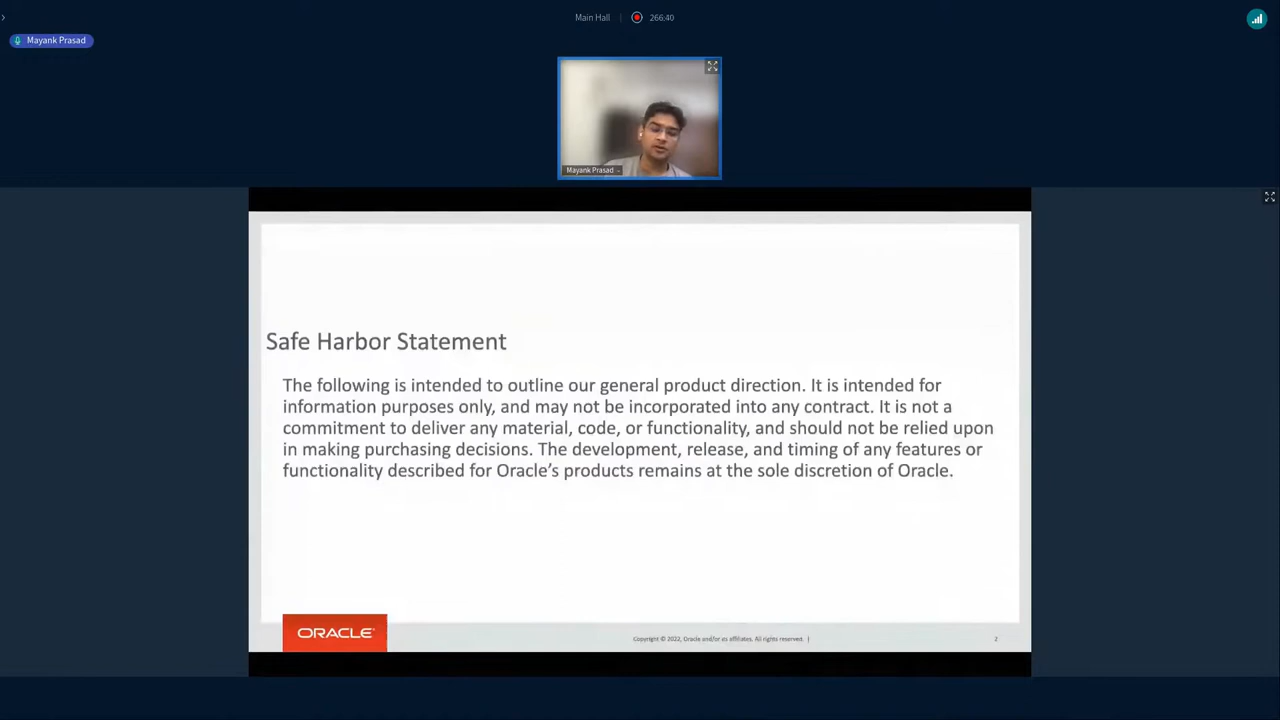 Main Hall
266:40
Mayank Prasad
Mayank Prasad
Safe Harbor Statement
The following is intended to outline our general product direction. It is intended for
information purposes only, and may not be incorporated into any contract. It is not a
commitment to deliver any material, code, or functionality, and should not be relied upon
in making purchasing decisions. The development, release, and timing of any features or
functionality described for Oracle’s products remains at the sole discretion of Oracle.
ORACLE
Copyright © 2022, Oracle and/or its affiliates. All rights reserved. |
2